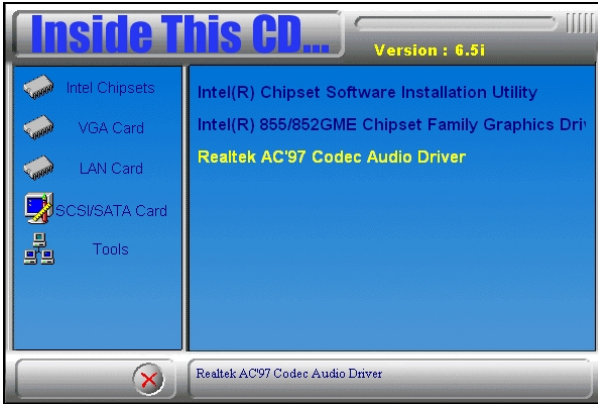 Inside This CD...
Version : 6.5i
Intel Chipsets
VGA Card
LAN Card
SCSI/SATA Card
Tools
Intel(R) Chipset Software Installation Utility
Intel(R) 855/852GME Chipset Family Graphics Driv
Realtek AC'97 Codec Audio Driver
Realtek AC'97 Codec Audio Driver